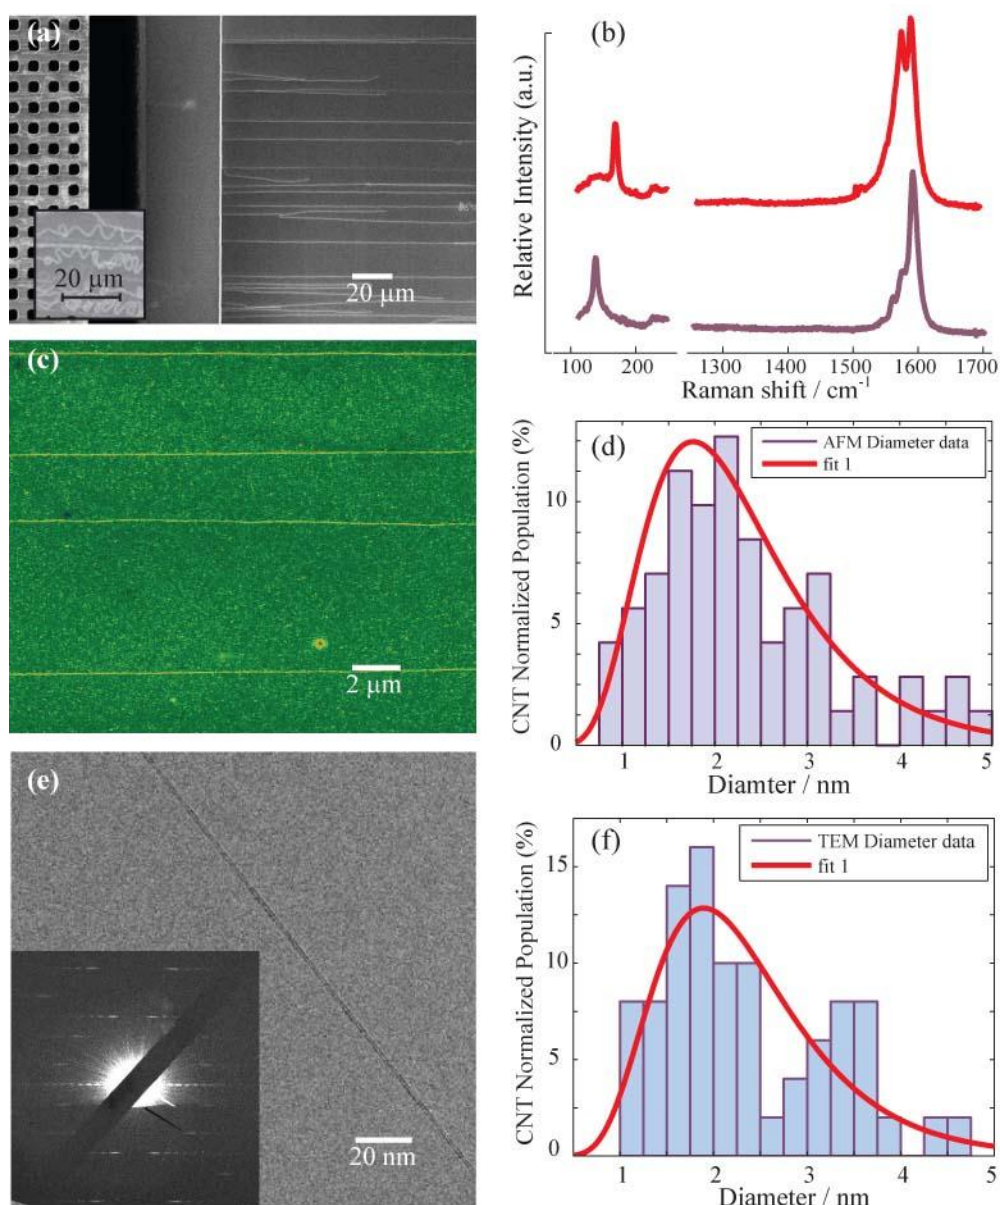 (a)
20 µm
20 µm
(b)
Relative Intensity (a.u.)
100 200 1300 1400 1500 1600 1700
Raman shift / cm-1
(c)
2 µm
(d)
AFM Diameter data
fit 1
CNT Normalized Population (%)
10
5
0
1 2 3 4 5
Diamter / nm
(e)
20 nm
(f)
TEM Diameter data
fit 1
CNT Normalized Population (%)
15
10
5
0
1 2 3 4 5
Diameter / nm